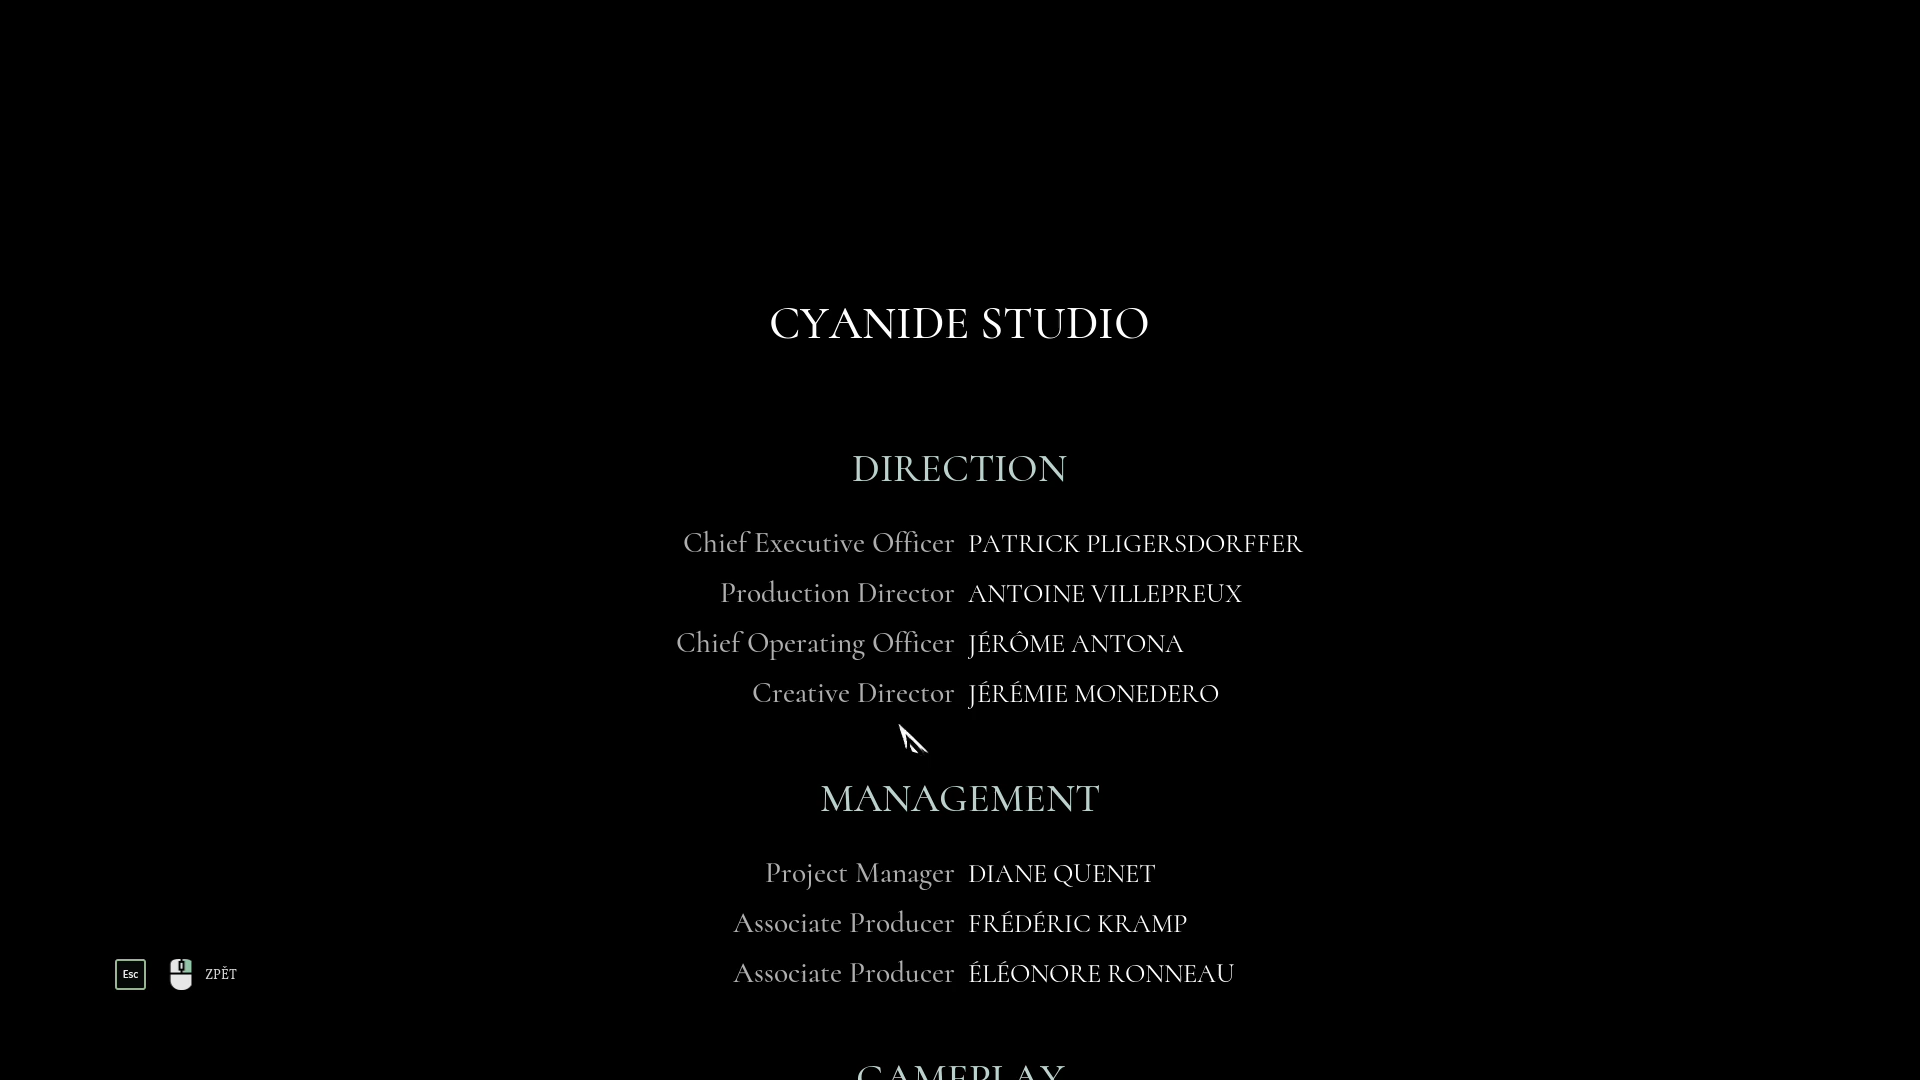 CYANIDE STUDIO
DIRECTION
Chief Executive Officer PATRICK PLIGERSDORFFER
Production Director ANTOINE VILLEPREUX
Chief Operating Officer JÉRÔME ANTONA
Creative Director JÉRÉMIE MONEDERO
MANAGEMENT
Project Manager DIANE QUENET
Associate Producer FRÉDÉRIC KRAMP
Associate Producer ÉLÉONORE RONNEAU
Esc ZPĚT
GAMEPLAY